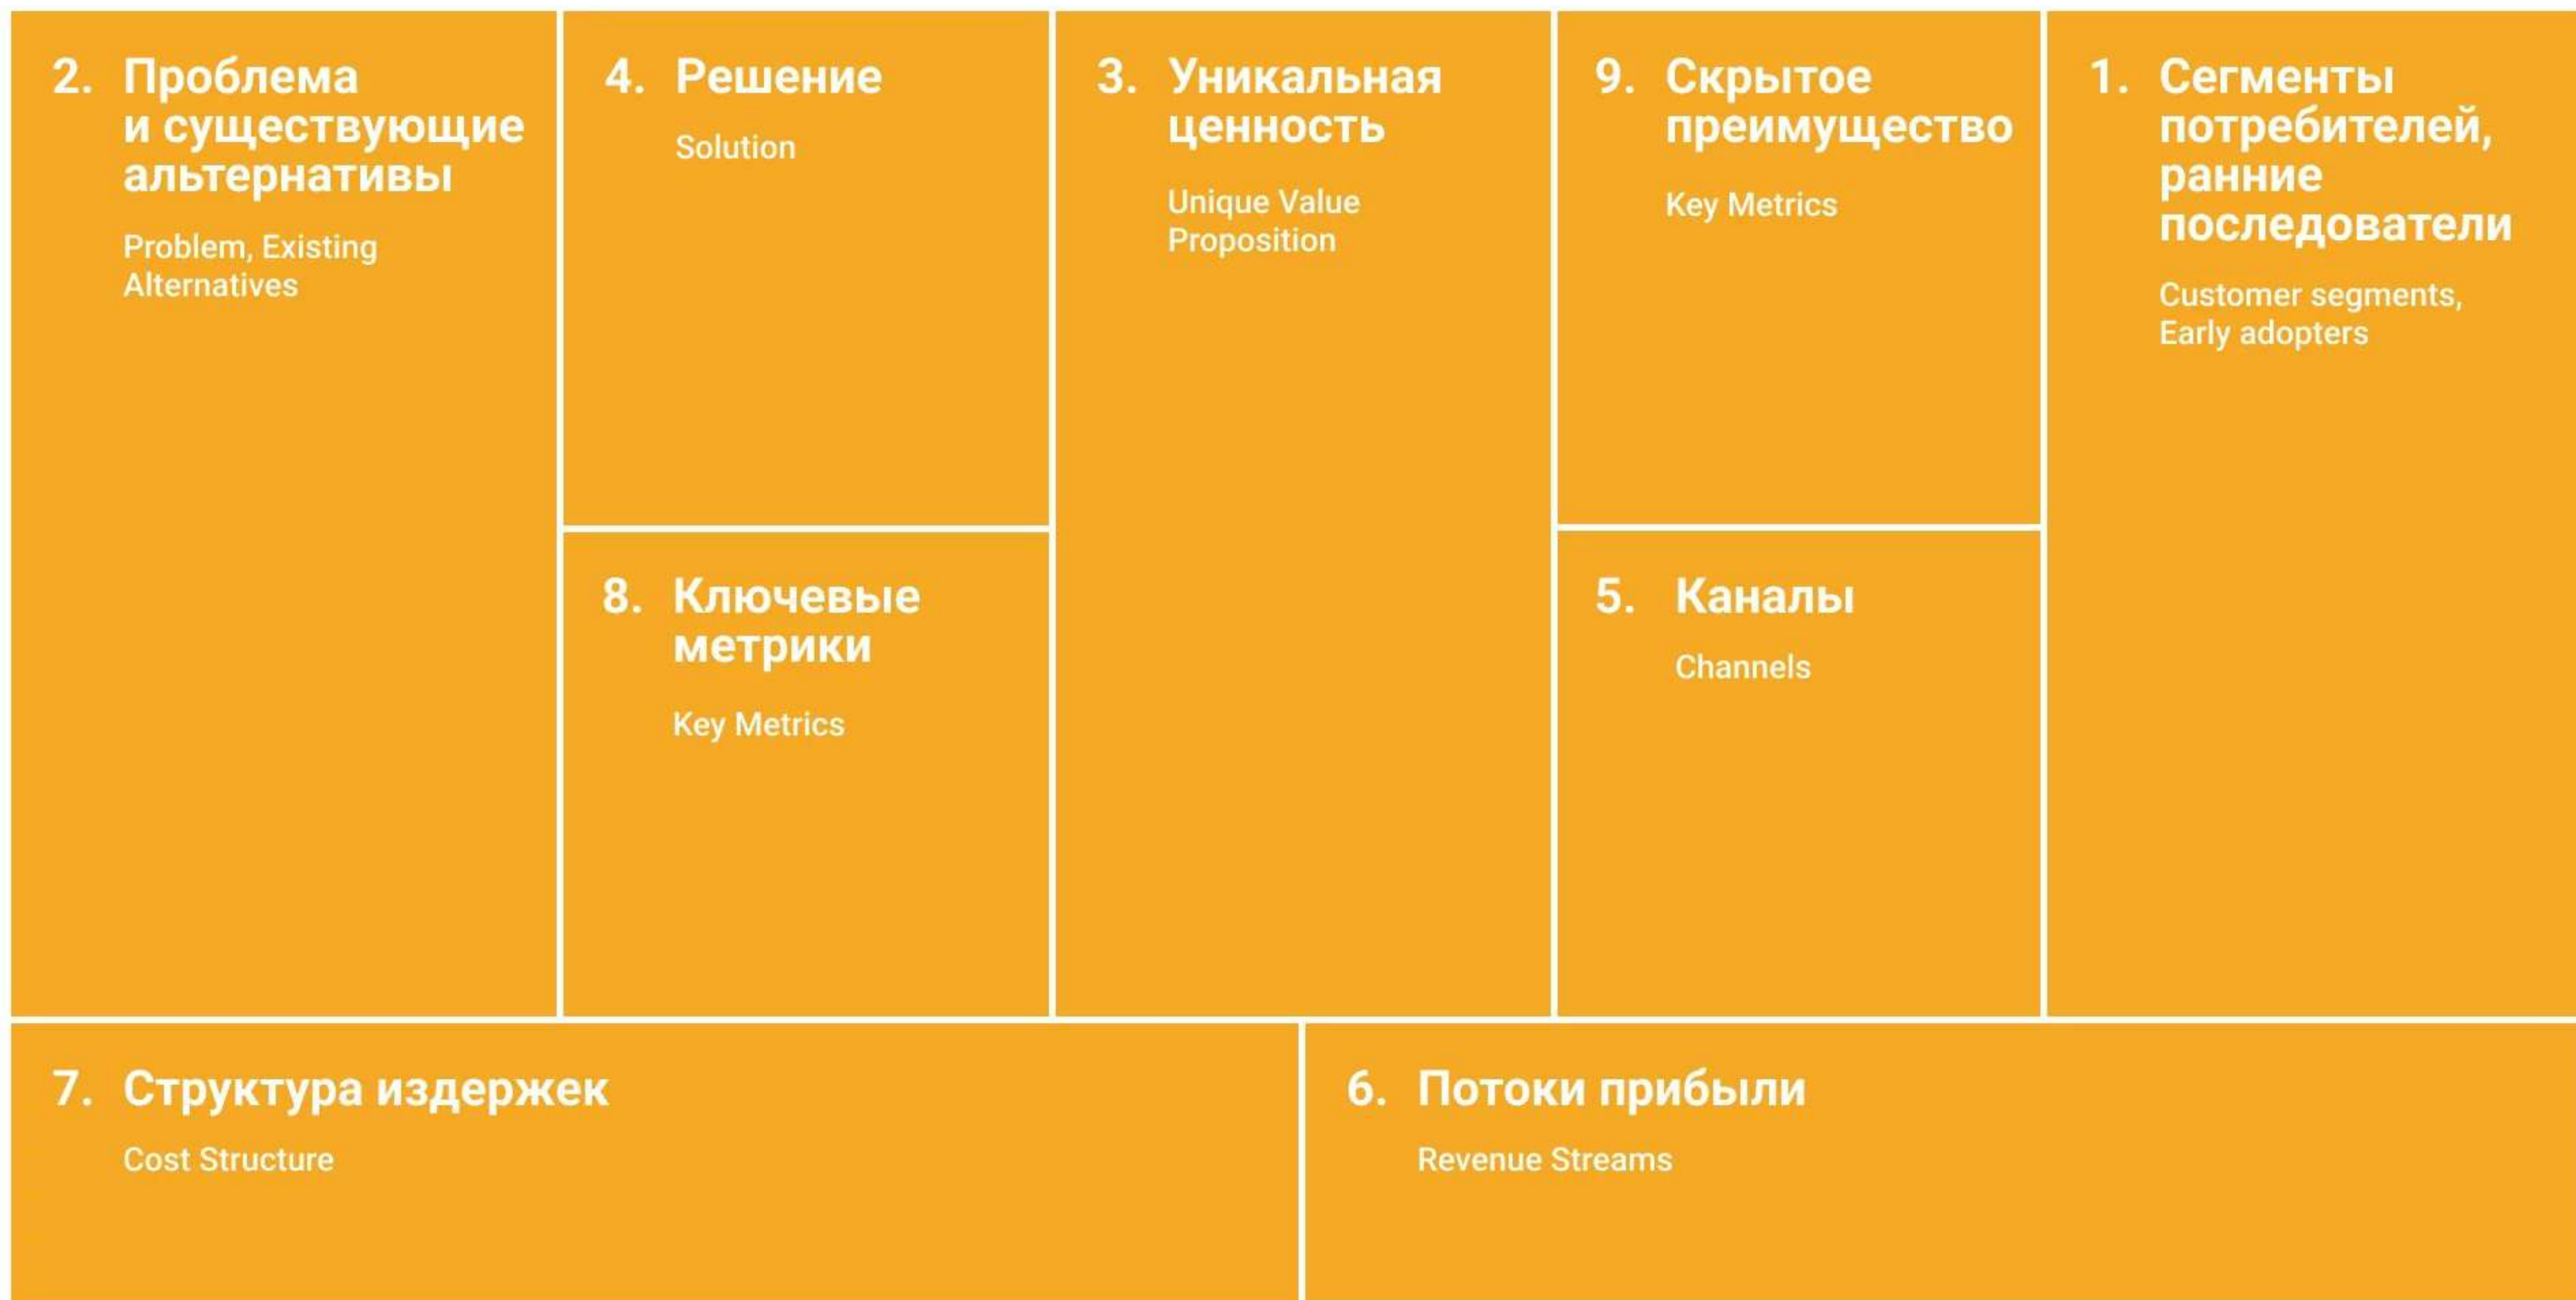 2. Проблема
и существующие
альтернативы
Problem, Existing
Alternatives
4. Решение
Solution
8. Ключевые
метрики
Key Metrics
3. Уникальная
ценность
Unique Value
Proposition
9. Скрытое
преимущество
Key Metrics
5. Каналы
Channels
1. Сегменты
потребителей,
ранние
последователи
Customer segments,
Early adopters
7. Структура издержек
Cost Structure
6. Потоки прибыли
Revenue Streams